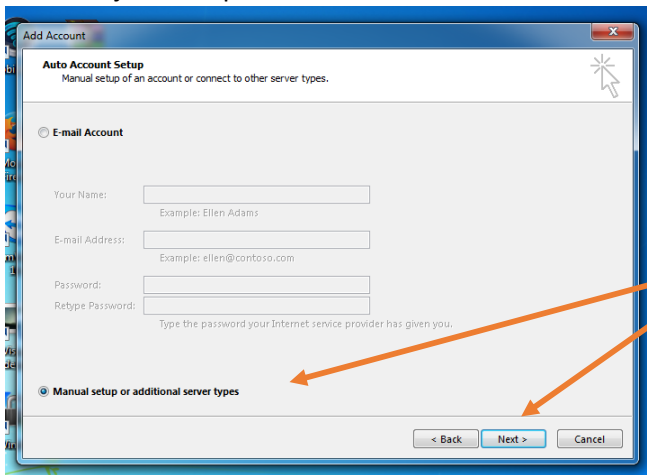 Add Account
Auto Account Setup
Manual setup of an account or connect to other server types.
E-mail Account
Your Name:
Example: Ellen Adams
E-mail Address:
Example: ellen@contoso.com
Password:
Retype Password:
Type the password your Internet service provider has given you.
Manual setup or additional server types
< Back Next > Cancel